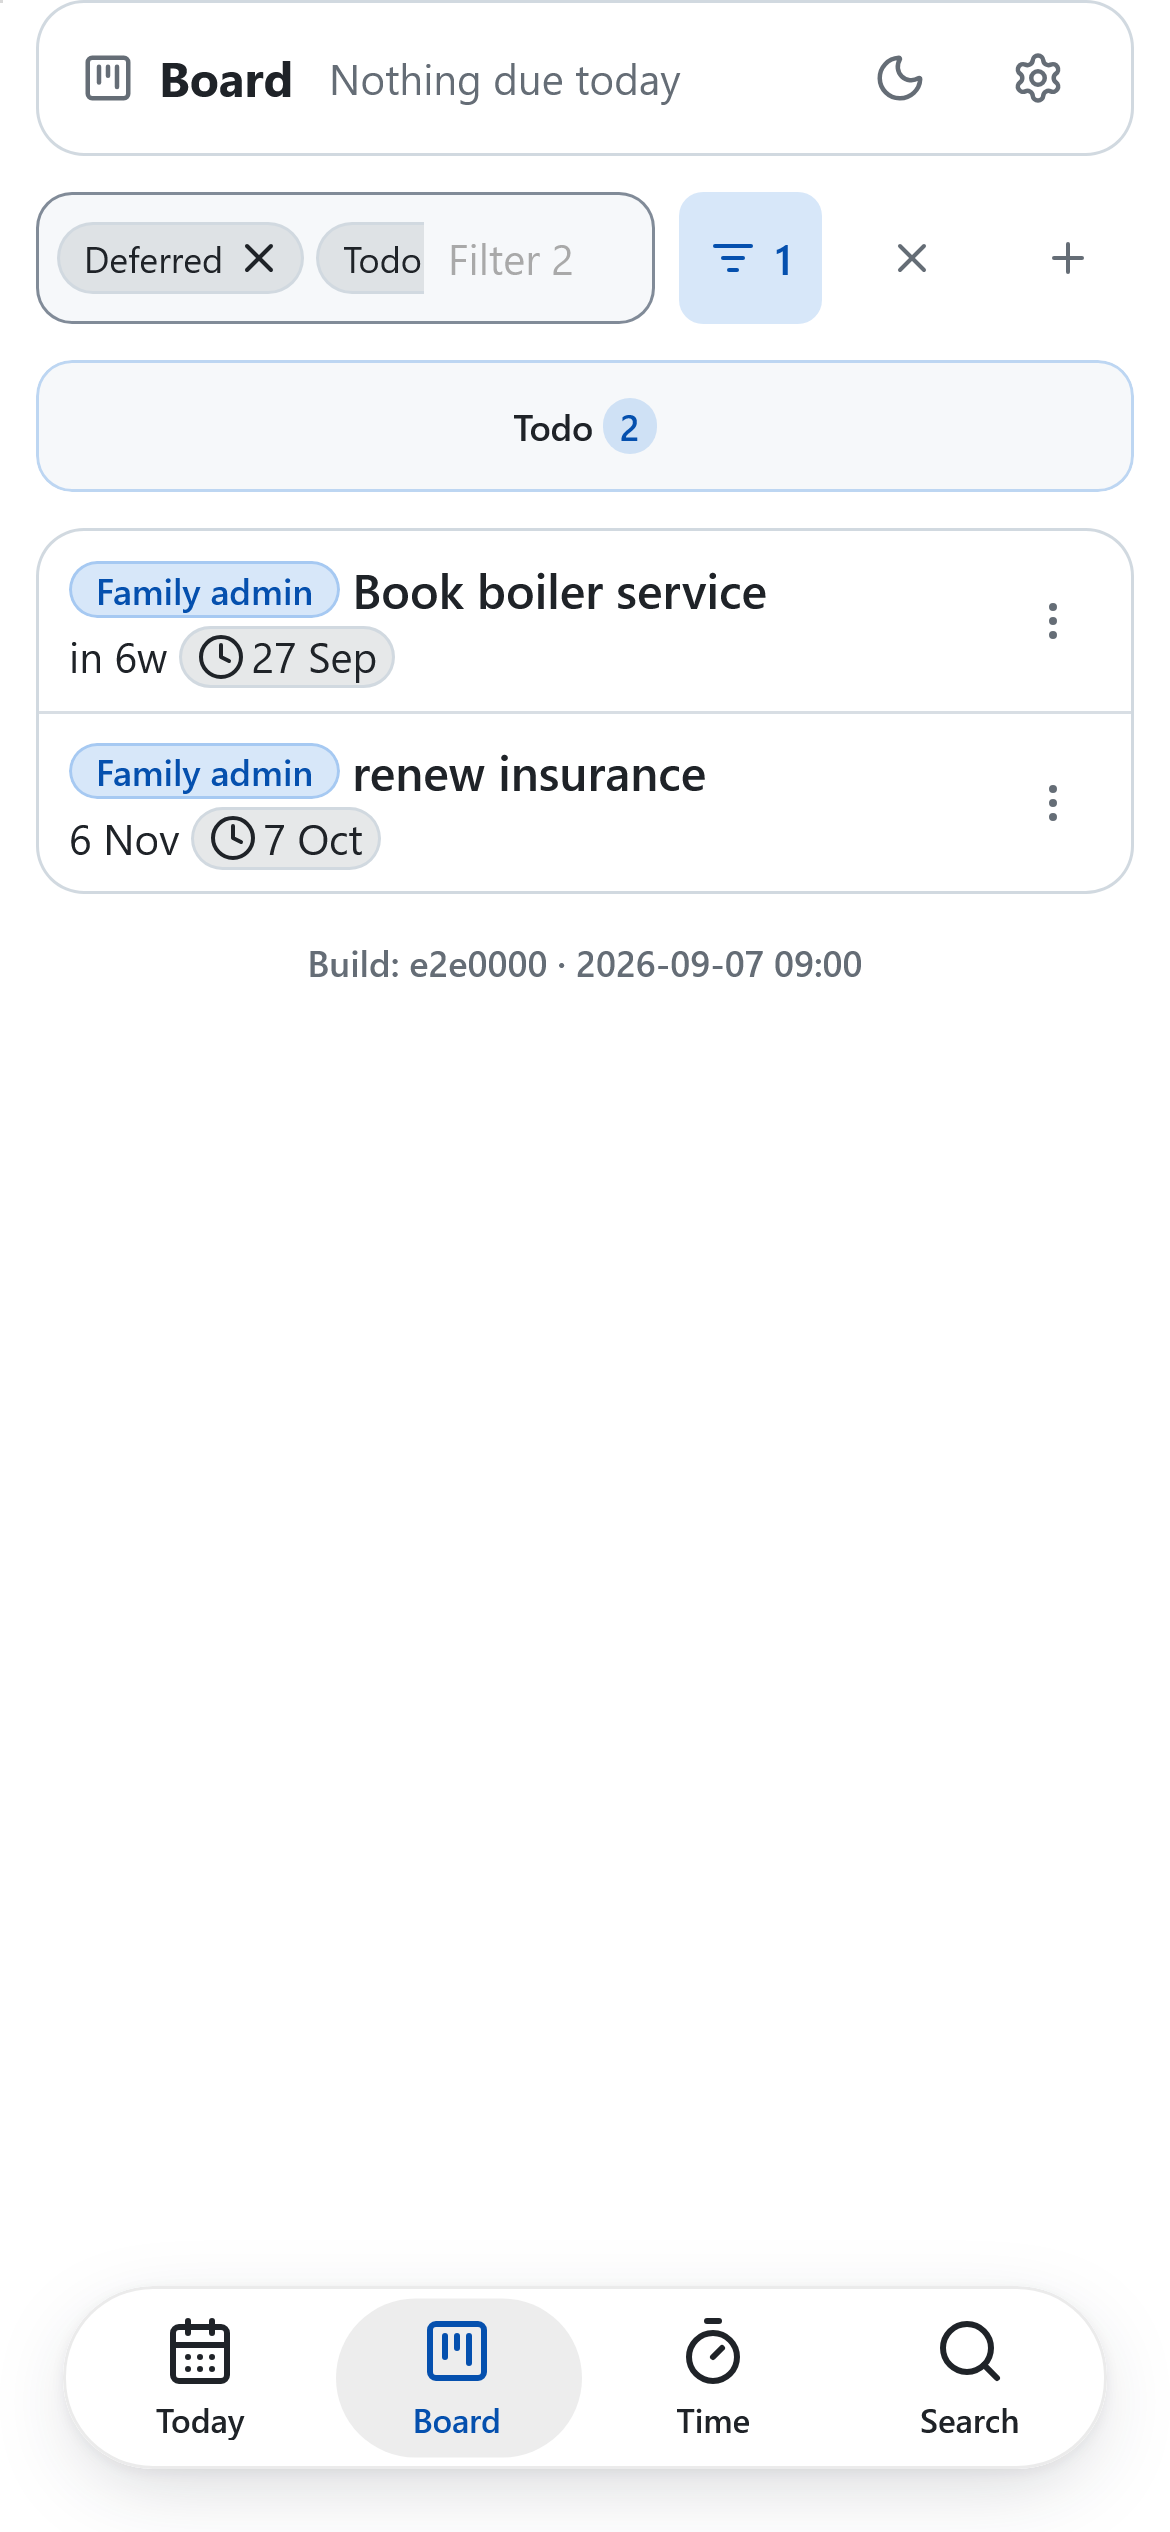 Board Nothing due today
Deferred Todo Filter 2 1
Todo 2
Family admin Book boiler service
in 6w 27 Sep
Family admin renew insurance
6 Nov 7 Oct
Build: e2e0000 · 2026-09-07 09:00
Today Board Time Search